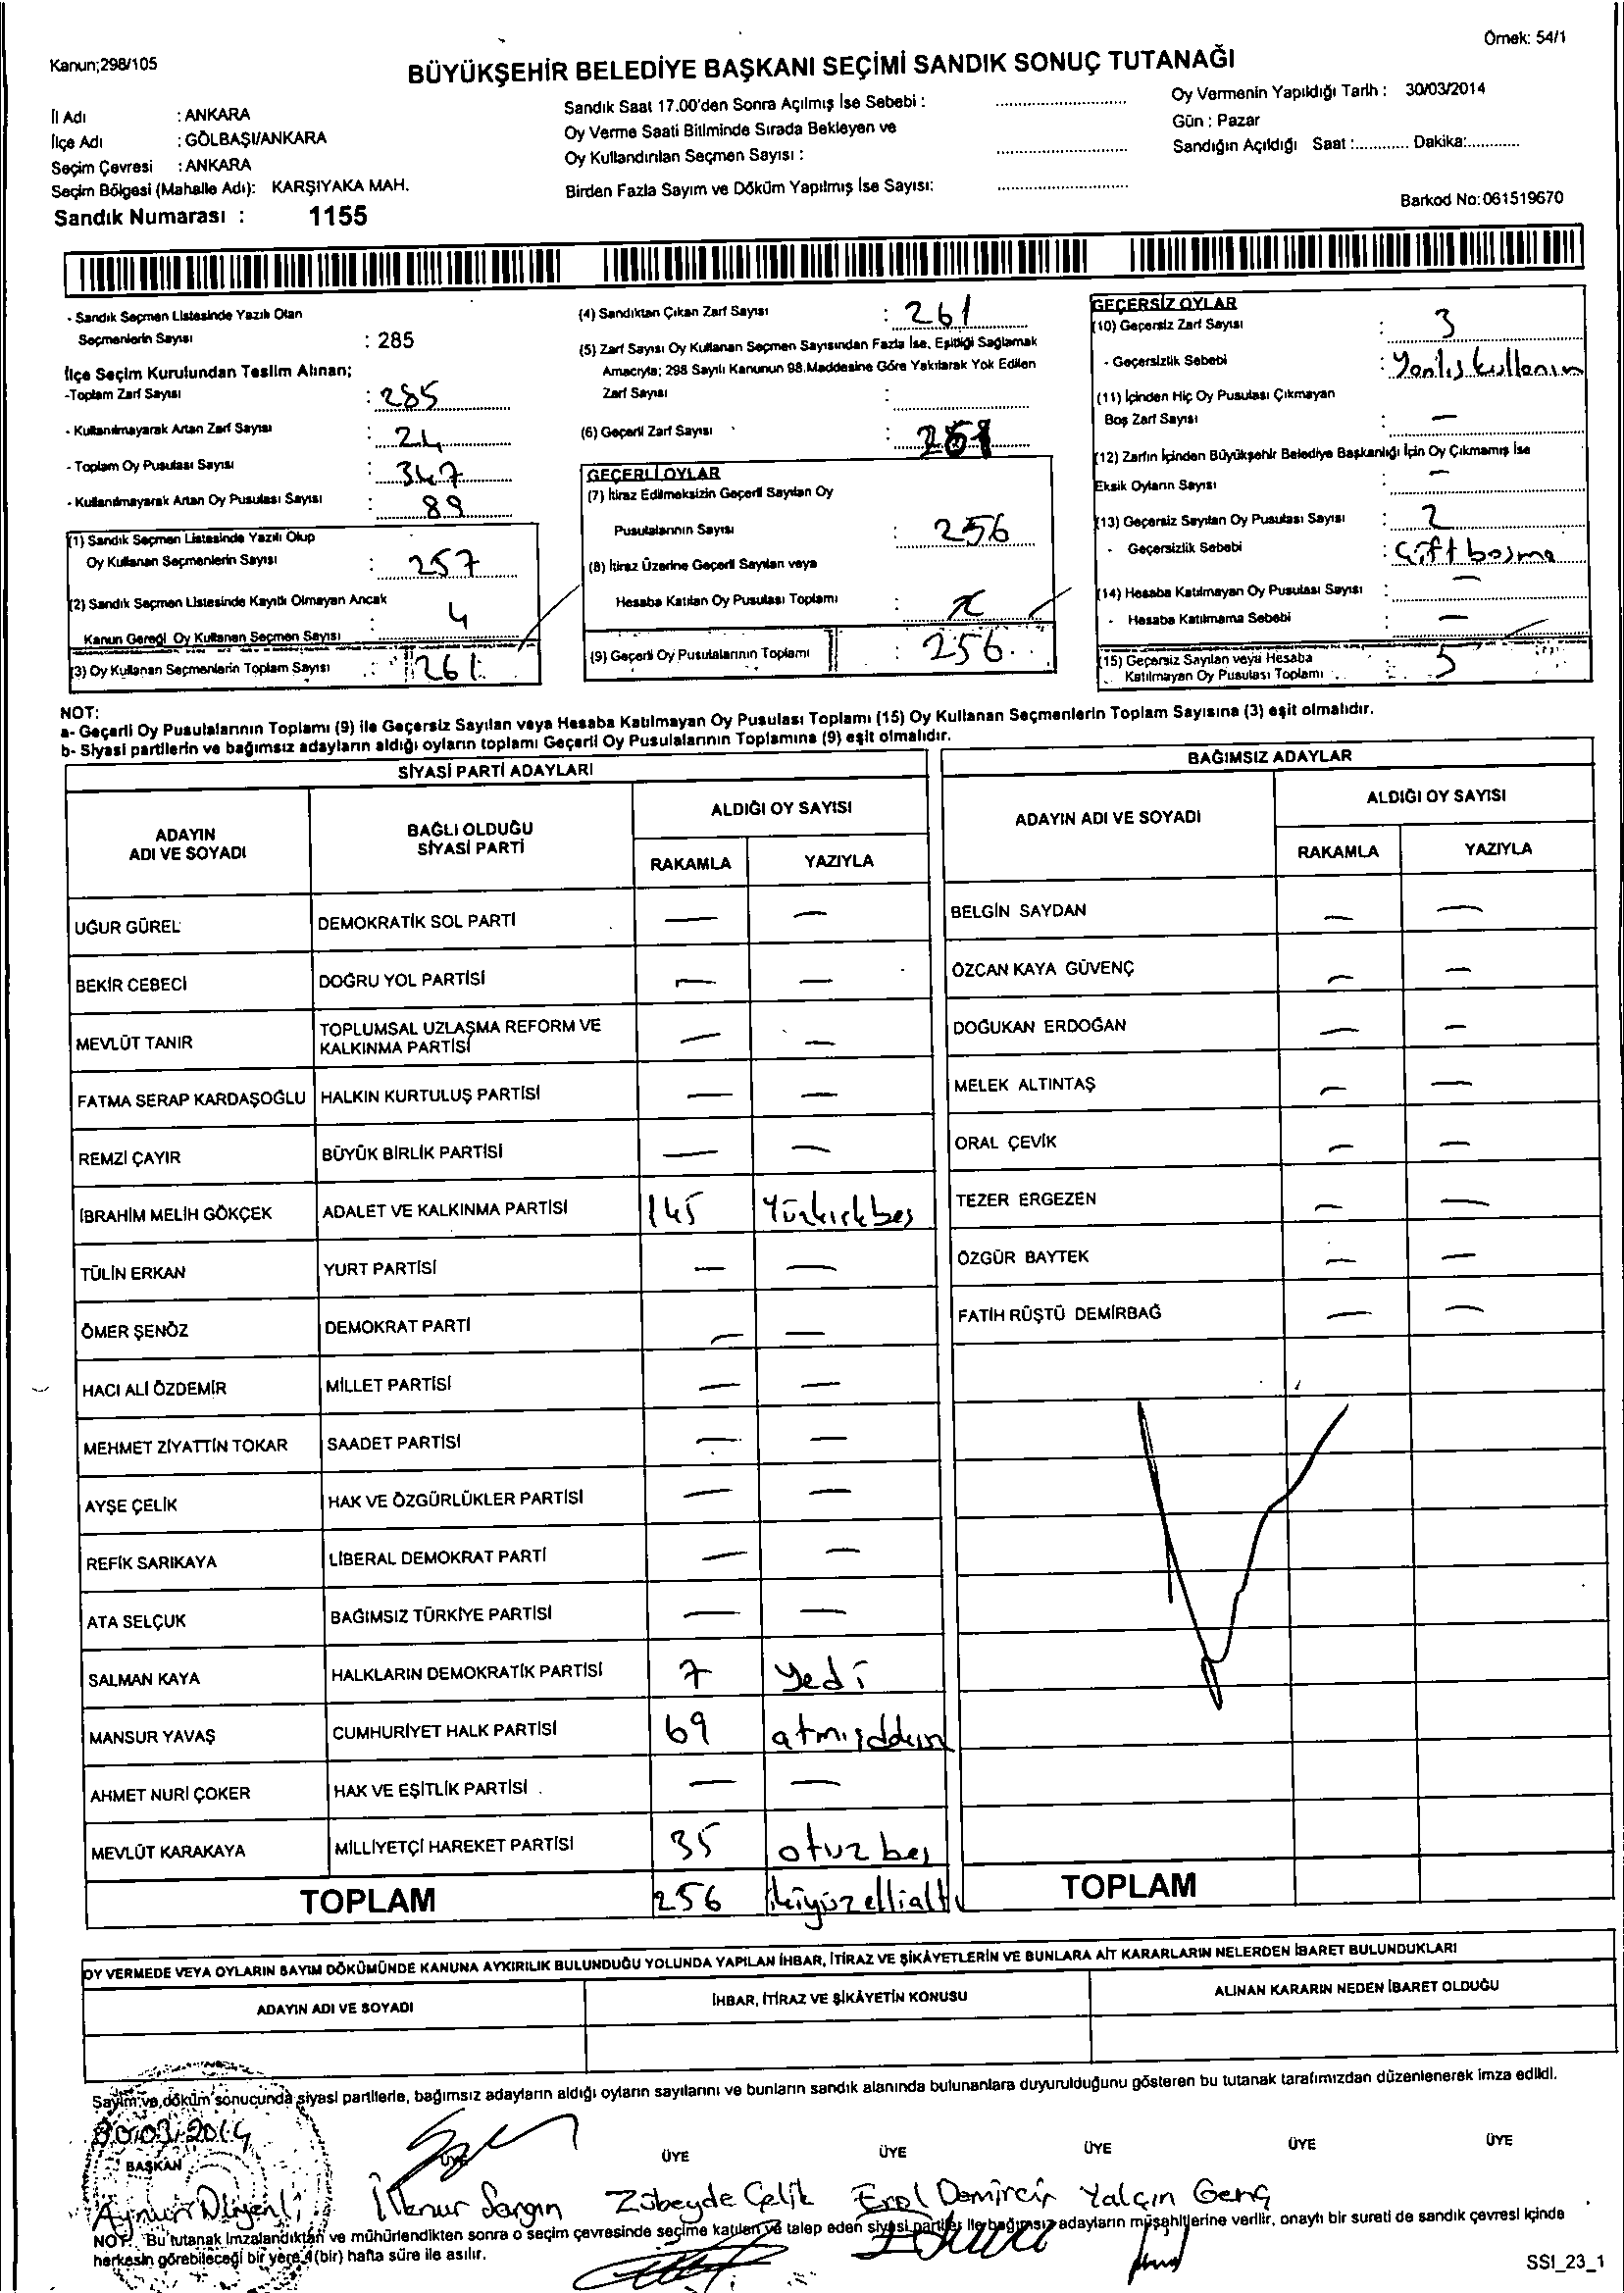 Örnek: 54/1
Kanun;298/105
BÜYÜKŞEHİR BELEDİYE BAŞKANI SEÇİMİ SANDIK SONUÇ TUTANAĞI
İl Adı : ANKARA
İlçe Adı : GÖLBAŞI/ANKARA
Seçim Çevresi : ANKARA
Seçim Bölgesi (Mahalle Adı): KARŞIYAKA MAH.
Sandık Numarası : 1155
Sandık Saat 17.00'den Sonra Açılmış İse Sebebi :
Oy Verme Saati Bitiminde Sırada Bekleyen ve
Oy Kullandırılan Seçmen Sayısı :
Birden Fazla Sayım ve Döküm Yapılmış İse Sayısı:
Oy Vermenin Yapıldığı Tarih : 30/03/2014
Gün : Pazar
Sandığın Açıldığı Saat :............ Dakika:............
Barkod No:061519670
- Sandık Seçmen Listesinde Yazılı Olan
Seçmenlerin Sayısı : 285
İlçe Seçim Kurulundan Teslim Alınan;
-Toplam Zarf Sayısı : 285
- Kullanılmayarak Artan Zarf Sayısı : 24
- Toplam Oy Pusulası Sayısı : 347
- Kullanılmayarak Artan Oy Pusulası Sayısı : 89
(1) Sandık Seçmen Listesinde Yazılı Olup
Oy Kullanan Seçmenlerin Sayısı : 257
(2) Sandık Seçmen Listesinde Kayıtlı Olmayan Ancak
Kanun Gereği Oy Kullanan Seçmen Sayısı : 4
(3) Oy Kullanan Seçmenlerin Toplam Sayısı : 261
(4) Sandıktan Çıkan Zarf Sayısı : 261
(5) Zarf Sayısı Oy Kullanan Seçmen Sayısından Fazla İse, Eşitliği Sağlamak
Amacıyla; 298 Sayılı Kanunun 98.Maddesine Göre Yakılarak Yok Edilen
Zarf Sayısı :
(6) Geçerli Zarf Sayısı :
GEÇERLİ OYLAR
(7) İtiraz Edilmeksizin Geçerli Sayılan Oy
Pusulalarının Sayısı : 256
(8) İtiraz Üzerine Geçerli Sayılan veya
Hesaba Katılan Oy Pusulası Toplamı :
(9) Geçerli Oy Pusulalarının Toplamı : 256
GEÇERSİZ OYLAR
(10) Geçersiz Zarf Sayısı : 3
- Geçersizlik Sebebi : Yanlış kullanım
(11) İçinden Hiç Oy Pusulası Çıkmayan
Boş Zarf Sayısı : —
(12) Zarfın İçinden Büyükşehir Belediye Başkanlığı İçin Oy Çıkmamış İse
Eksik Oyların Sayısı : —
(13) Geçersiz Sayılan Oy Pusulası Sayısı : 2
- Geçersizlik Sebebi : Çift basma
(14) Hesaba Katılmayan Oy Pusulası Sayısı : —
- Hesaba Katılmama Sebebi : —
(15) Geçersiz Sayılan veya Hesaba
Katılmayan Oy Pusulası Toplamı : 5
NOT:
a- Geçerli Oy Pusulalarının Toplamı (9) ile Geçersiz Sayılan veya Hesaba Katılmayan Oy Pusulası Toplamı (15) Oy Kullanan Seçmenlerin Toplam Sayısına (3) eşit olmalıdır.
b- Siyasi partilerin ve bağımsız adayların aldığı oyların toplamı Geçerli Oy Pusulalarının Toplamına (9) eşit olmalıdır.
SİYASİ PARTİ ADAYLARI
ADAYIN
ADI VE SOYADI
BAĞLI OLDUĞU
SİYASİ PARTİ
ALDIĞI OY SAYISI
RAKAMLA YAZIYLA
UĞUR GÜREL DEMOKRATİK SOL PARTİ — —
BEKİR CEBECİ DOĞRU YOL PARTİSİ — —
MEVLÜT TANIR TOPLUMSAL UZLAŞMA REFORM VE
KALKINMA PARTİSİ — —
FATMA SERAP KARDAŞOĞLU HALKIN KURTULUŞ PARTİSİ — —
REMZİ ÇAYIR BÜYÜK BİRLİK PARTİSİ — —
İBRAHİM MELİH GÖKÇEK ADALET VE KALKINMA PARTİSİ 145 Yüzkırkbeş
TÜLİN ERKAN YURT PARTİSİ — —
ÖMER ŞENÖZ DEMOKRAT PARTİ — —
HACI ALİ ÖZDEMİR MİLLET PARTİSİ — —
MEHMET ZİYATTİN TOKAR SAADET PARTİSİ — —
AYŞE ÇELİK HAK VE ÖZGÜRLÜKLER PARTİSİ — —
REFİK SARIKAYA LİBERAL DEMOKRAT PARTİ — —
ATA SELÇUK BAĞIMSIZ TÜRKİYE PARTİSİ — —
SALMAN KAYA HALKLARIN DEMOKRATİK PARTİSİ 7 Yedi
MANSUR YAVAŞ CUMHURİYET HALK PARTİSİ 69
AHMET NURİ ÇOKER HAK VE EŞİTLİK PARTİSİ — —
MEVLÜT KARAKAYA MİLLİYETÇİ HAREKET PARTİSİ 35 otuzbeş
TOPLAM 256 ikiyüzellialtı
BAĞIMSIZ ADAYLAR
ADAYIN ADI VE SOYADI
ALDIĞI OY SAYISI
RAKAMLA YAZIYLA
BELGİN SAYDAN — —
ÖZCAN KAYA GÜVENÇ — —
DOĞUKAN ERDOĞAN — —
MELEK ALTINTAŞ — —
ORAL ÇEVİK — —
TEZER ERGEZEN — —
ÖZGÜR BAYTEK — —
FATİH RÜŞTÜ DEMİRBAĞ — —
TOPLAM
OY VERMEDE VEYA OYLARIN SAYIM DÖKÜMÜNDE KANUNA AYKIRILIK BULUNDUĞU YOLUNDA YAPILAN İHBAR, İTİRAZ VE ŞİKÂYETLERİN VE BUNLARA AİT KARARLARIN NELERDEN İBARET BULUNDUKLARI
ADAYIN ADI VE SOYADI İHBAR, İTİRAZ VE ŞİKÂYETİN KONUSU ALINAN KARARIN NEDEN İBARET OLDUĞU
Sayım ve döküm sonucunda siyasi partilerle, bağımsız adayların aldığı oyların sayılarını ve bunların sandık alanında bulunanlara duyurulduğunu gösteren bu tutanak tarafımızdan düzenlenerek imza edildi.
30.03.2014
BAŞKAN ÜYE ÜYE ÜYE ÜYE ÜYE
Aynur İlknur Sargın Zübeyde Çelik Erol Demircir Yalçın Genç
NOT: Bu tutanak imzalandıktan ve mühürlendikten sonra o seçim çevresinde seçime katılan ve talep eden siyasi partiler ile bağımsız adayların müşahitlerine verilir, onaylı bir sureti de sandık çevresi içinde
herkesin görebileceği bir yere 1(bir) hafta süre ile asılır.
SSI_23_1